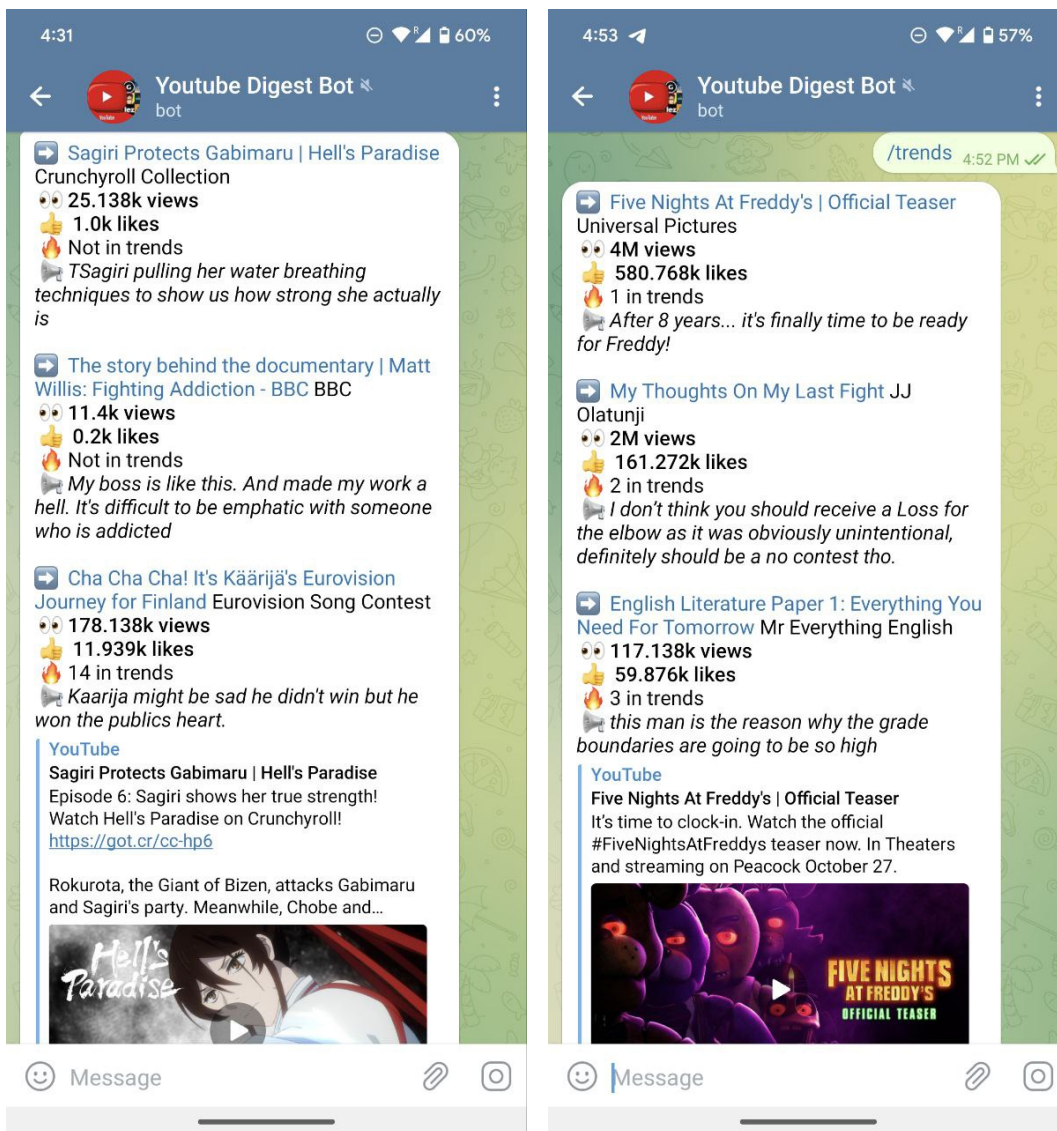 4:31
60%
Youtube Digest Bot
bot
Sagiri Protects Gabimaru | Hell's Paradise
Crunchyroll Collection
25.138k views
1.0k likes
Not in trends
TSagiri pulling her water breathing
techniques to show us how strong she actually
is
The story behind the documentary | Matt
Willis: Fighting Addiction - BBC BBC
11.4k views
0.2k likes
Not in trends
My boss is like this. And made my work a
hell. It's difficult to be emphatic with someone
who is addicted
Cha Cha Cha! It's Käärijä's Eurovision
Journey for Finland Eurovision Song Contest
178.138k views
11.939k likes
14 in trends
Kaarija might be sad he didn't win but he
won the publics heart.
YouTube
Sagiri Protects Gabimaru | Hell's Paradise
Episode 6: Sagiri shows her true strength!
Watch Hell's Paradise on Crunchyroll!
https://got.cr/cc-hp6
Rokurota, the Giant of Bizen, attacks Gabimaru
and Sagiri's party. Meanwhile, Chobe and...
Hell's
Paradise
Message
4:53
R
57%
Youtube Digest Bot
bot
/trends 4:52 PM
Five Nights At Freddy's | Official Teaser
Universal Pictures
4M views
580.768k likes
1 in trends
After 8 years... it's finally time to be ready
for Freddy!
My Thoughts On My Last Fight JJ
Olatunji
2M views
161.272k likes
2 in trends
I don't think you should receive a Loss for
the elbow as it was obviously unintentional,
definitely should be a no contest tho.
English Literature Paper 1: Everything You
Need For Tomorrow Mr Everything English
117.138k views
59.876k likes
3 in trends
this man is the reason why the grade
boundaries are going to be so high
YouTube
Five Nights At Freddy's | Official Teaser
It's time to clock-in. Watch the official
#FiveNightsAtFreddys teaser now. In Theaters
and streaming on Peacock October 27.
FIVE NIGHTS
AT FREDDY'S
OFFICIAL TEASER
Message